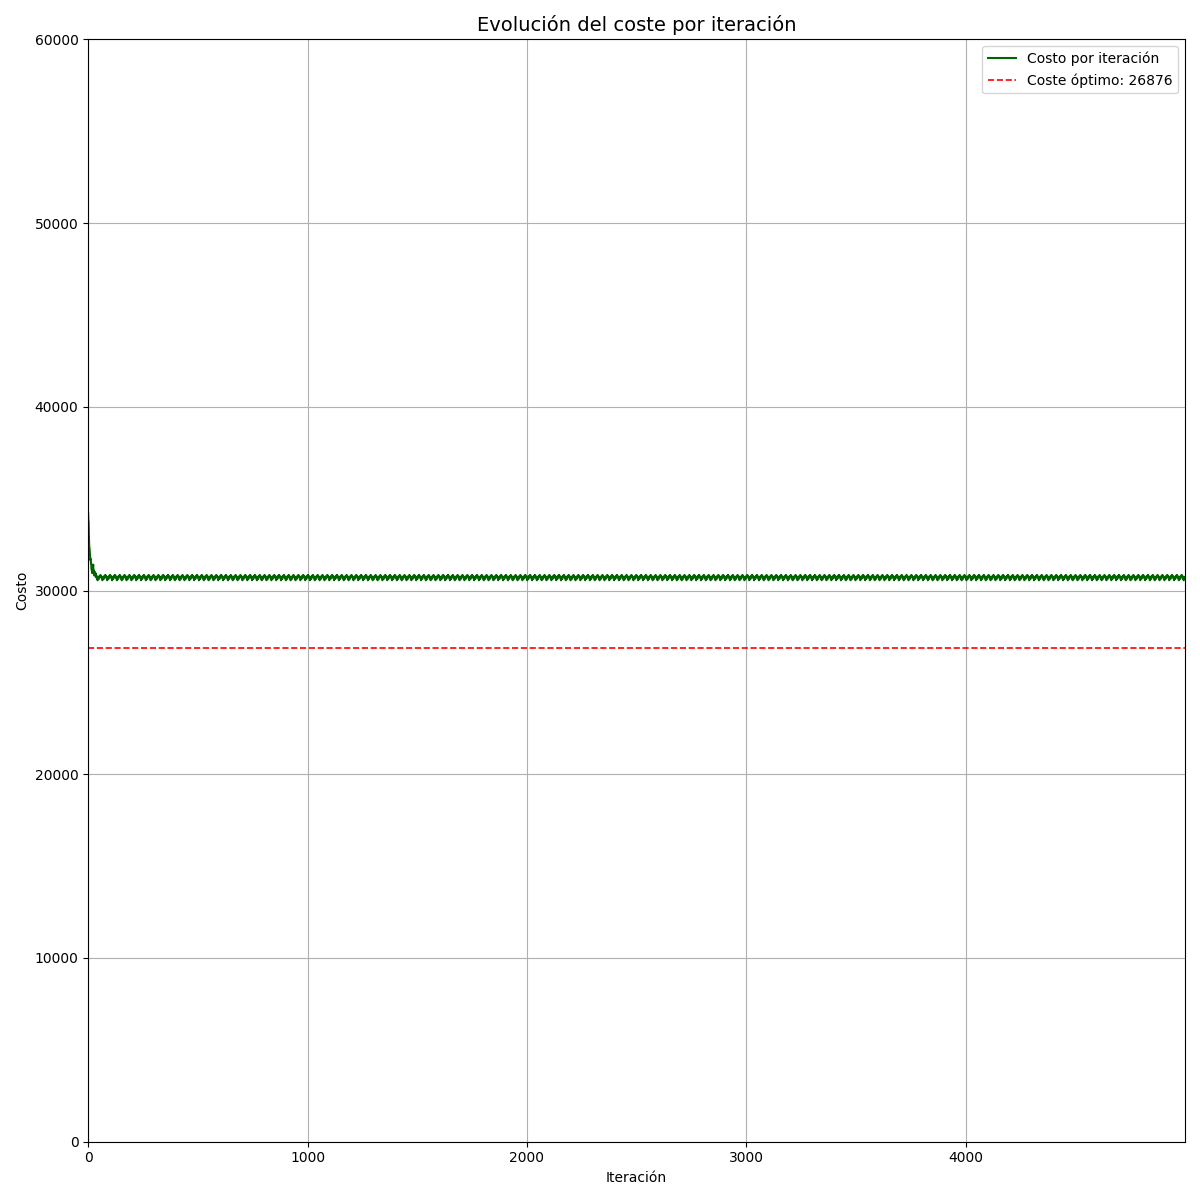 Evolución del coste por iteración
Costo por iteración
Coste óptimo: 26876
60000
50000
40000
30000
20000
10000
0
Costo
0 1000 2000 3000 4000
Iteración